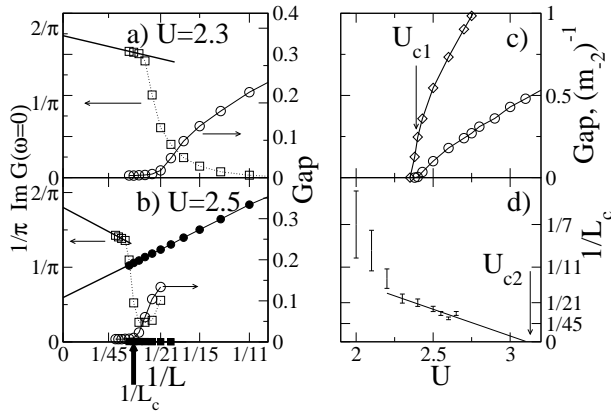 2/π
a) U=2.3
1/π
0.4
0.3
0.2
0.1
0
U_c1
c)
1
0.5
0
Gap, (m_-2)^-1
1/π Im G(ω=0)
Gap
2/π
b) U=2.5
1/π
0.3
0.2
0.1
0
d)
U_c2
1/7
1/11
1/21
1/45
1/L_c
0 1/45 1/21 1/15 1/11
1/L_c
1/L
2 2.5 3
U